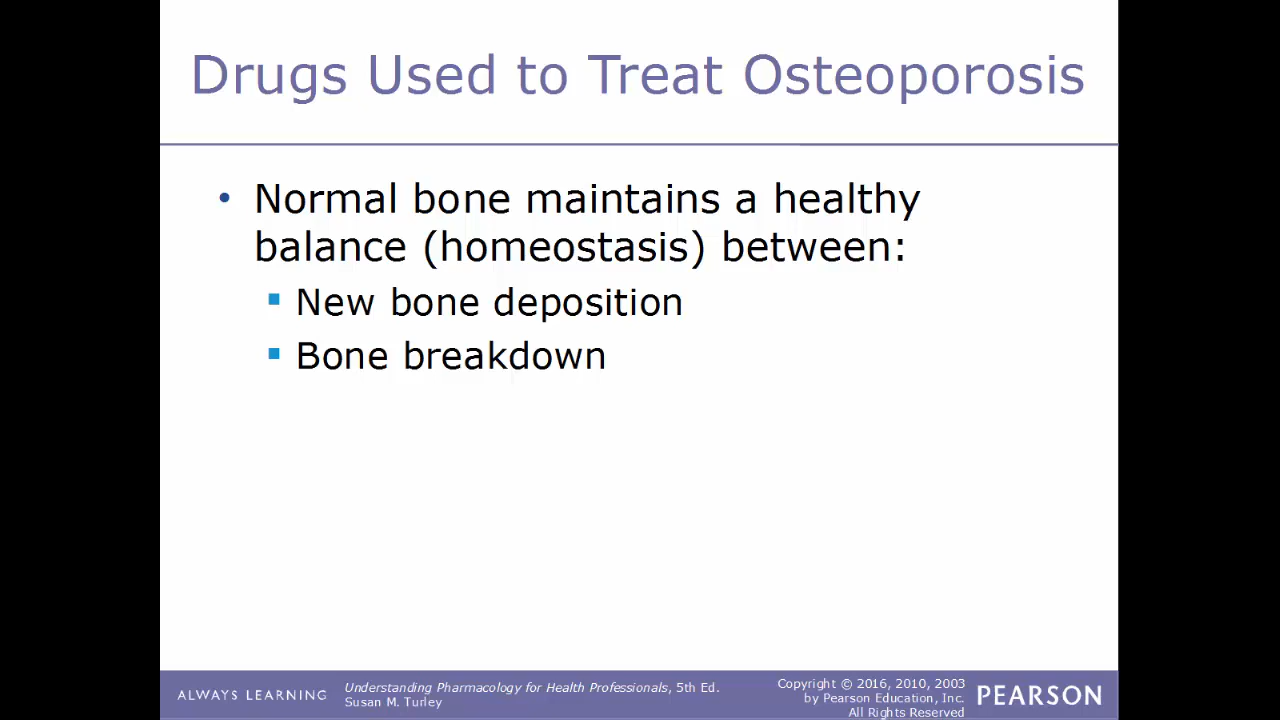 Drugs Used to Treat Osteoporosis
• Normal bone maintains a healthy
balance (homeostasis) between:
▪ New bone deposition
▪ Bone breakdown
ALWAYS LEARNING
Understanding Pharmacology for Health Professionals, 5th Ed.
Susan M. Turley
Copyright © 2016, 2010, 2003
by Pearson Education, Inc.
All Rights Reserved
PEARSON